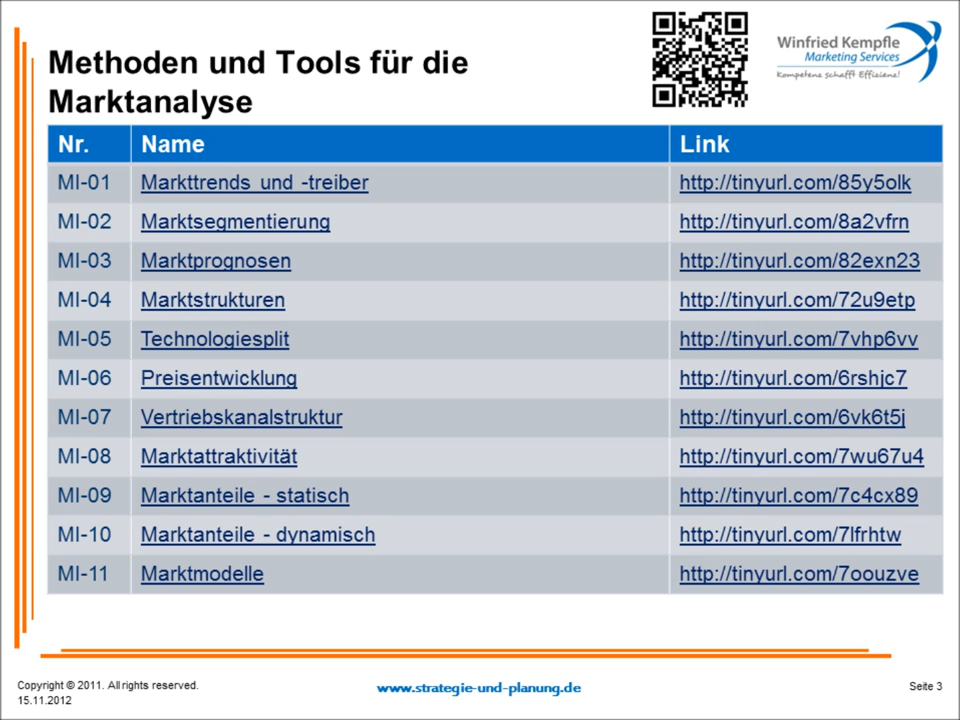 Methoden und Tools für die
Marktanalyse
Winfried Kempfle
Marketing Services
Kompetenz schafft Effizienz!
Nr. Name Link
MI-01 Markttrends und -treiber http://tinyurl.com/85y5olk
MI-02 Marktsegmentierung http://tinyurl.com/8a2vfrn
MI-03 Marktprognosen http://tinyurl.com/82exn23
MI-04 Marktstrukturen http://tinyurl.com/72u9etp
MI-05 Technologiesplit http://tinyurl.com/7vhp6vv
MI-06 Preisentwicklung http://tinyurl.com/6rshjc7
MI-07 Vertriebskanalstruktur http://tinyurl.com/6vk6t5j
MI-08 Marktattraktivität http://tinyurl.com/7wu67u4
MI-09 Marktanteile - statisch http://tinyurl.com/7c4cx89
MI-10 Marktanteile - dynamisch http://tinyurl.com/7lfrhtw
MI-11 Marktmodelle http://tinyurl.com/7oouzve
Copyright © 2011. All rights reserved.
15.11.2012
www.strategie-und-planung.de
Seite 3